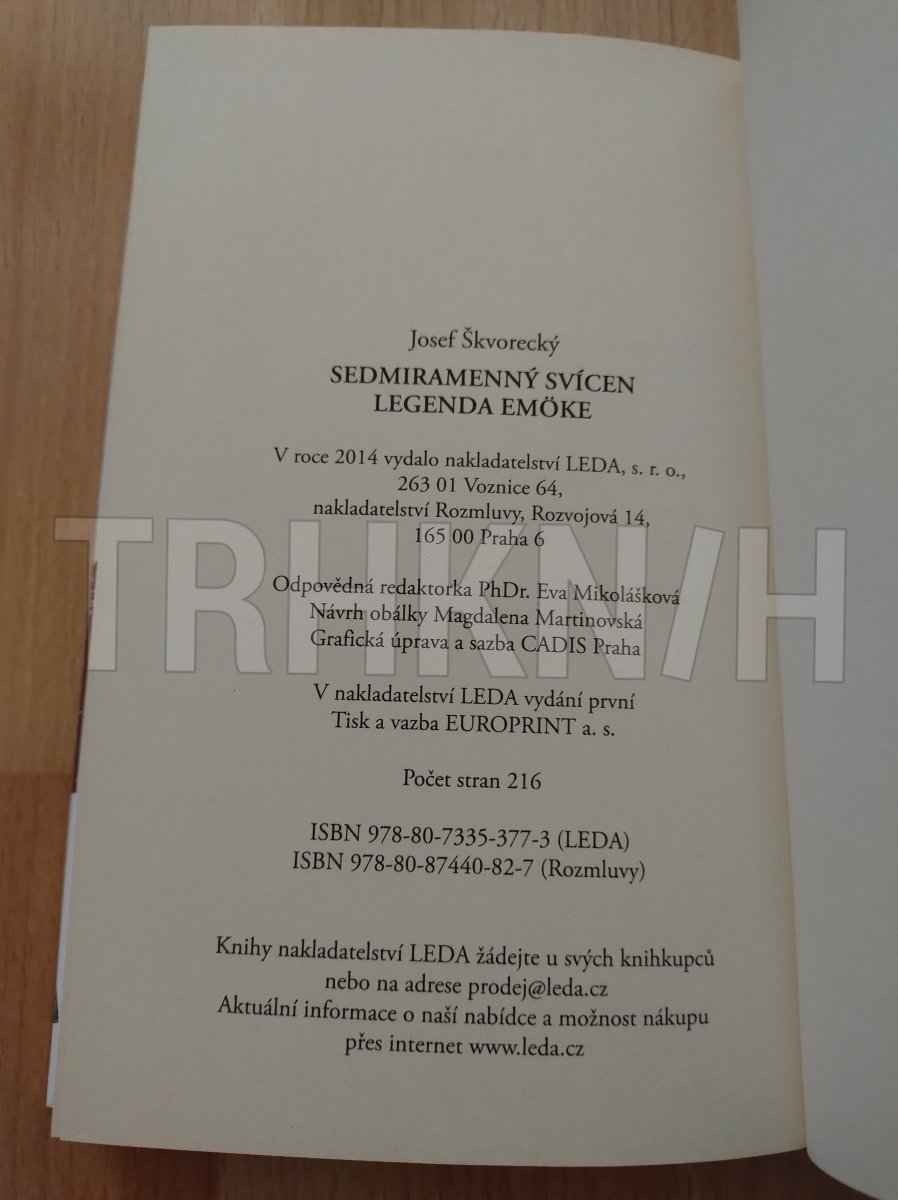 Josef Škvorecký
SEDMIRAMENNÝ SVÍCEN
LEGENDA EMÖKE
V roce 2014 vydalo nakladatelství LEDA, s. r. o.,
263 01 Voznice 64,
nakladatelství Rozmluvy, Rozvojová 14,
165 00 Praha 6
TRHKN/H
Odpovědná redaktorka PhDr. Eva Mikolášková
Návrh obálky Magdalena Martinovská
Grafická úprava a sazba CADIS Praha
V nakladatelství LEDA vydání první
Tisk a vazba EUROPRINT a. s.
Počet stran 216
ISBN 978-80-7335-377-3 (LEDA)
ISBN 978-80-87440-82-7 (Rozmluvy)
Knihy nakladatelství LEDA žádejte u svých knihkupců
nebo na adrese prodej@leda.cz
Aktuální informace o naší nabídce a možnost nákupu
přes internet www.leda.cz